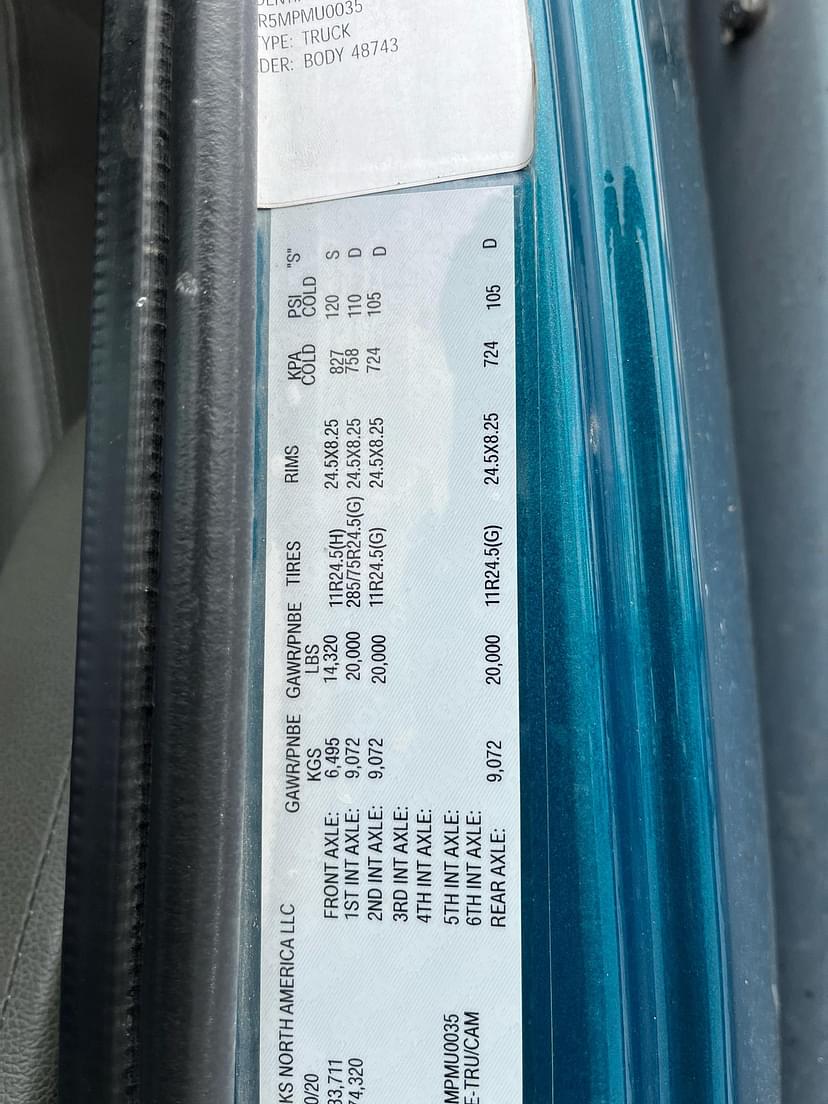 R5MPMU0035
YPE: TRUCK
DER: BODY 48743
KS NORTH AMERICA LLC
0/20
33,711
74,320
MPMU0035
E-TRU/CAM
GAWR/PNBE GAWR/PNBE TIRES RIMS KPA PSI "S"
KGS LBS COLD COLD
FRONT AXLE: 6,495 14,320 11R24.5(H) 24.5X8.25 827 120 S
1ST INT AXLE: 9,072 20,000 285/75R24.5(G) 24.5X8.25 758 110 D
2ND INT AXLE: 9,072 20,000 11R24.5(G) 24.5X8.25 724 105 D
3RD INT AXLE:
4TH INT AXLE:
5TH INT AXLE:
6TH INT AXLE:
REAR AXLE: 9,072 20,000 11R24.5(G) 24.5X8.25 724 105 D